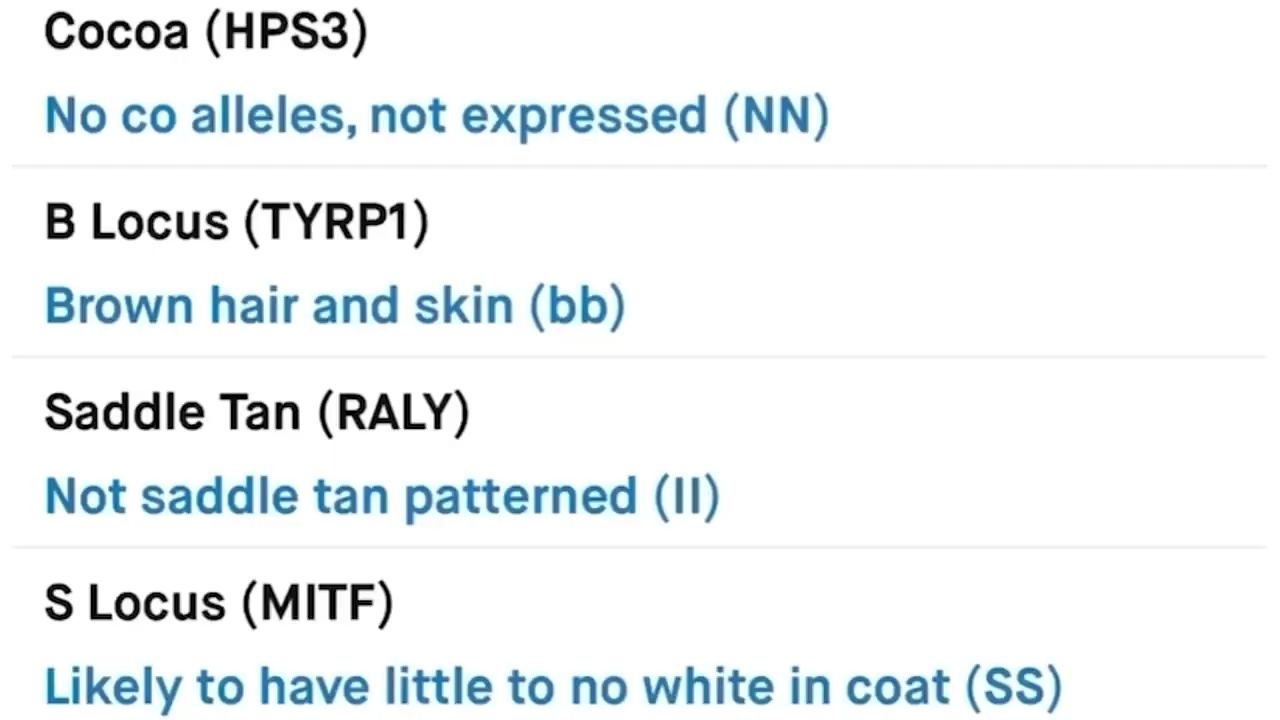 Cocoa (HPS3)
No co alleles, not expressed (NN)
B Locus (TYRP1)
Brown hair and skin (bb)
Saddle Tan (RALY)
Not saddle tan patterned (II)
S Locus (MITF)
Likely to have little to no white in coat (SS)